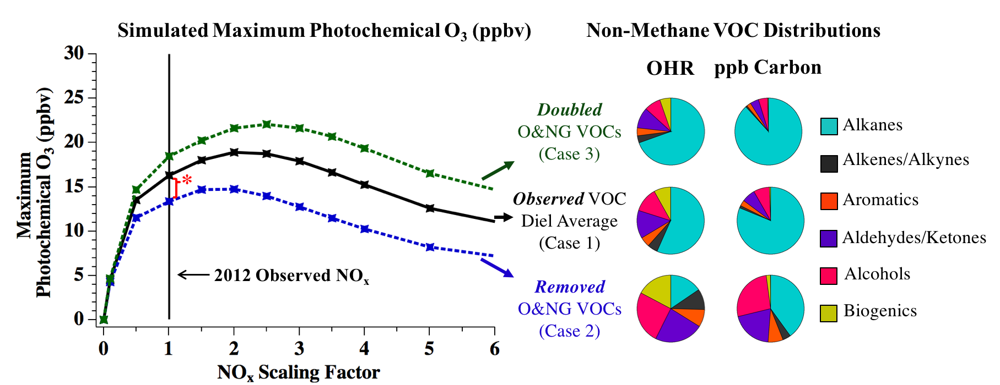 Simulated Maximum Photochemical O₃ (ppbv)
Non-Methane VOC Distributions
OHR
ppb Carbon
Maximum
Photochemical O₃ (ppbv)
30
25
20
15
10
5
0
*
2012 Observed NOₓ
0 1 2 3 4 5 6
NOₓ Scaling Factor
Doubled
O&NG VOCs
(Case 3)
Observed VOC
Diel Average
(Case 1)
Removed
O&NG VOCs
(Case 2)
Alkanes
Alkenes/Alkynes
Aromatics
Aldehydes/Ketones
Alcohols
Biogenics